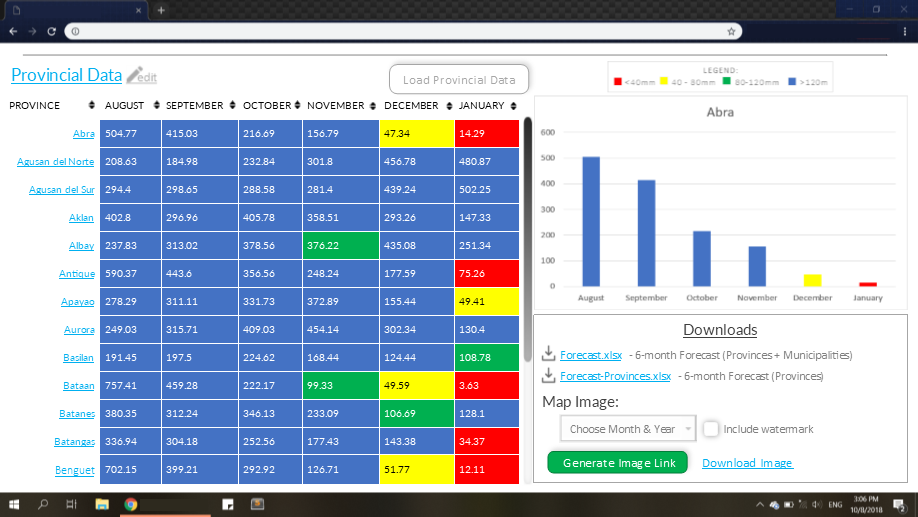 Provincial Data edit
Load Provincial Data
PROVINCE AUGUST SEPTEMBER OCTOBER NOVEMBER DECEMBER JANUARY
Abra 504.77 415.03 216.69 156.79 47.34 14.29
Agusan del Norte 208.63 184.98 232.84 301.8 456.78 480.87
Agusan del Sur 294.4 298.65 288.58 281.4 439.24 502.25
Aklan 402.8 296.96 405.78 358.51 293.26 147.33
Albay 237.83 313.02 378.56 376.22 435.08 251.34
Antique 590.37 443.6 356.56 248.24 177.59 75.26
Apayao 278.29 311.11 331.73 372.89 155.44 49.41
Aurora 249.03 315.71 409.03 454.14 302.34 130.4
Basilan 191.45 197.5 224.62 168.44 124.44 108.78
Bataan 757.41 459.28 222.17 99.33 49.59 3.63
Batanes 380.35 312.24 346.13 233.09 106.69 128.1
Batangas 336.94 304.18 252.56 177.43 143.38 34.37
Benguet 702.15 399.21 292.92 126.71 51.77 12.11
LEGEND:
<40mm 40 - 80mm 80-120mm >120m
Abra
600
500
400
300
200
100
0
August September October November December January
Downloads
Forecast.xlsx - 6-month Forecast (Provinces + Municipalities)
Forecast-Provinces.xlsx - 6-month Forecast (Provinces)
Map Image:
Choose Month & Year Include watermark
Generate Image Link Download Image
ENG
3:06 PM
10/8/2018